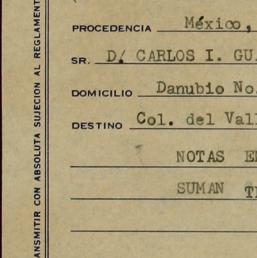 PROCEDENCIA México,
SR. D/ CARLOS I. GU
DOMICILIO Danubio No.
DESTINO Col. del Vall
NOTAS
SUMAN
ANSMITIR CON ABSOLUTA SUJECION AL REGLAMENT